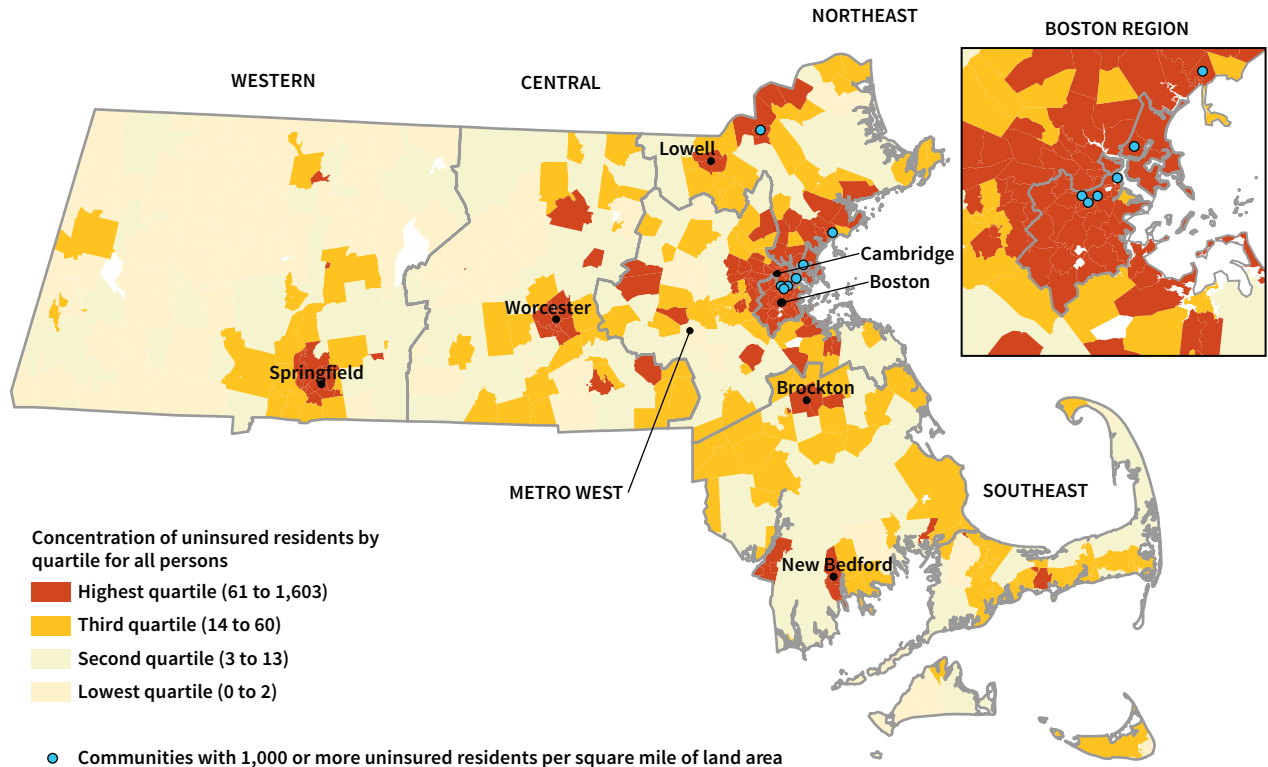 NORTHEAST
BOSTON REGION
WESTERN
CENTRAL
Lowell
Cambridge
Boston
Worcester
Springfield
Brockton
METRO WEST
SOUTHEAST
New Bedford
Concentration of uninsured residents by
quartile for all persons
Highest quartile (61 to 1,603)
Third quartile (14 to 60)
Second quartile (3 to 13)
Lowest quartile (0 to 2)
Communities with 1,000 or more uninsured residents per square mile of land area